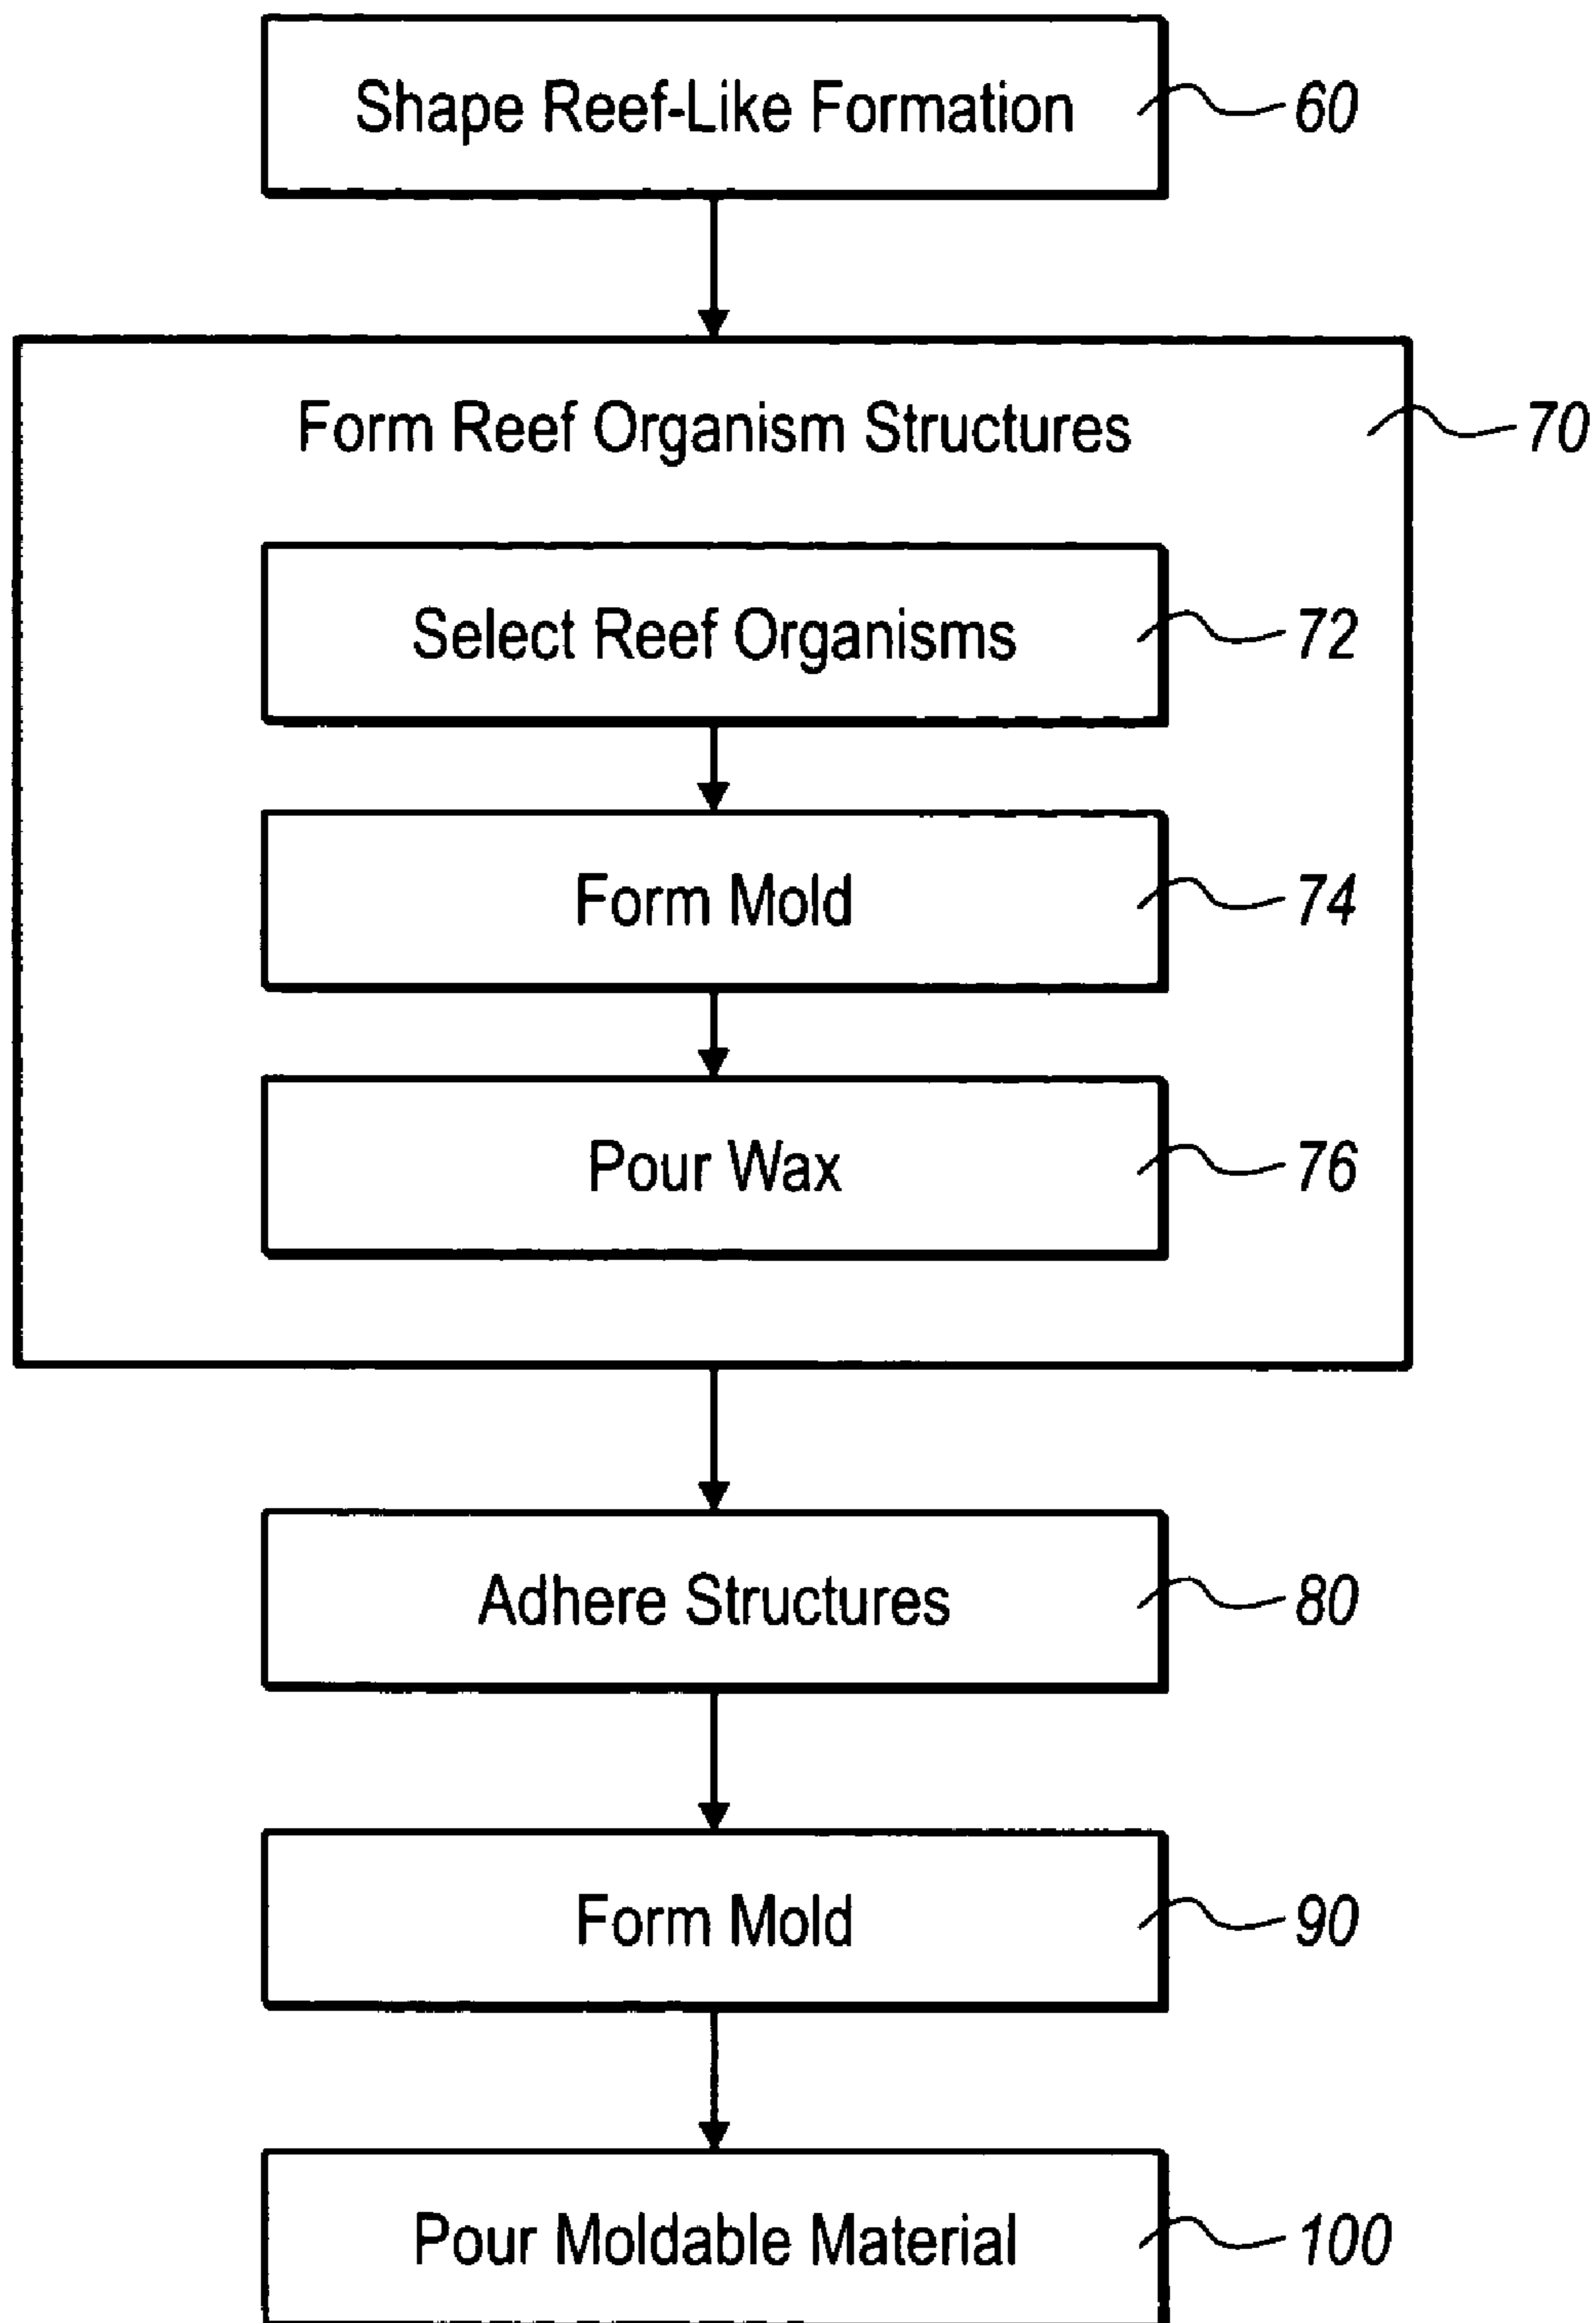 Shape Reef-Like Formation 60
Form Reef Organism Structures 70
Select Reef Organisms 72
Form Mold 74
Pour Wax 76
Adhere Structures 80
Form Mold 90
Pour Moldable Material 100